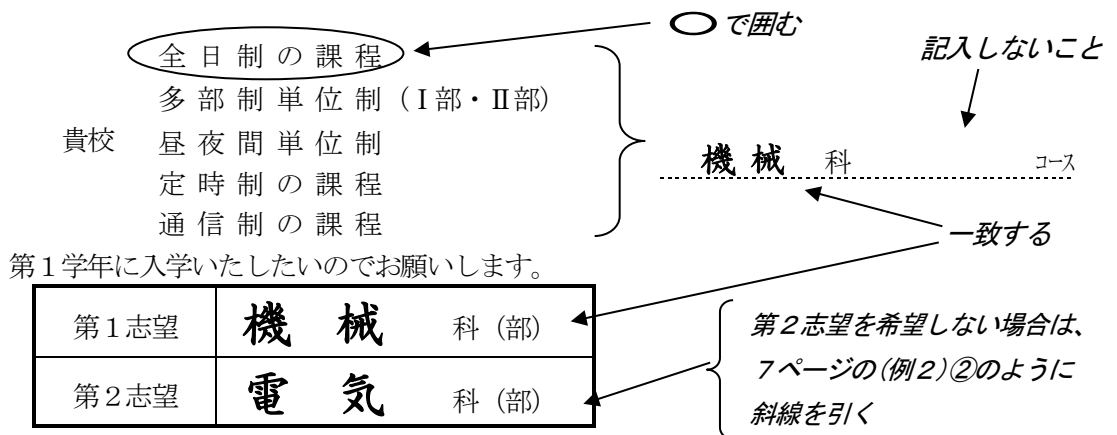 ○で囲む
全日制の課程
記入しないこと
多部制単位制(Ⅰ部・Ⅱ部)
貴校 昼夜間単位制
機械 科 コース
定時制の課程
通信制の課程
一致する
第1学年に入学いたしたいのでお願いします。
第1志望 機械 科(部)
第2志望 電気 科(部)
第2志望を希望しない場合は、
7ページの(例2)②のように
斜線を引く